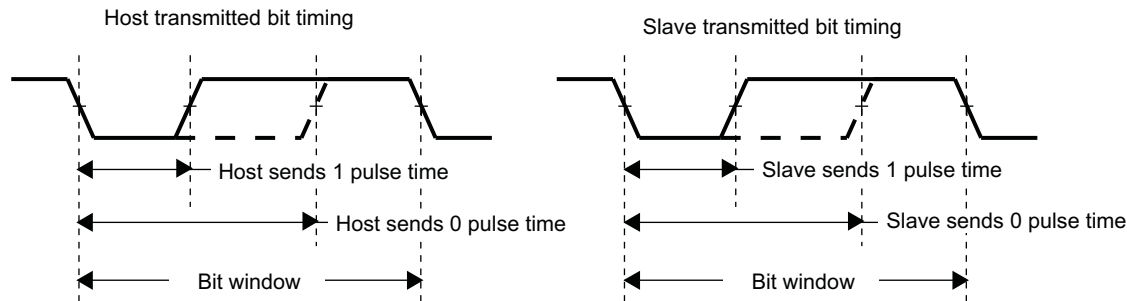 Host transmitted bit timing
Host sends 1 pulse time
Host sends 0 pulse time
Bit window
Slave transmitted bit timing
Slave sends 1 pulse time
Slave sends 0 pulse time
Bit window